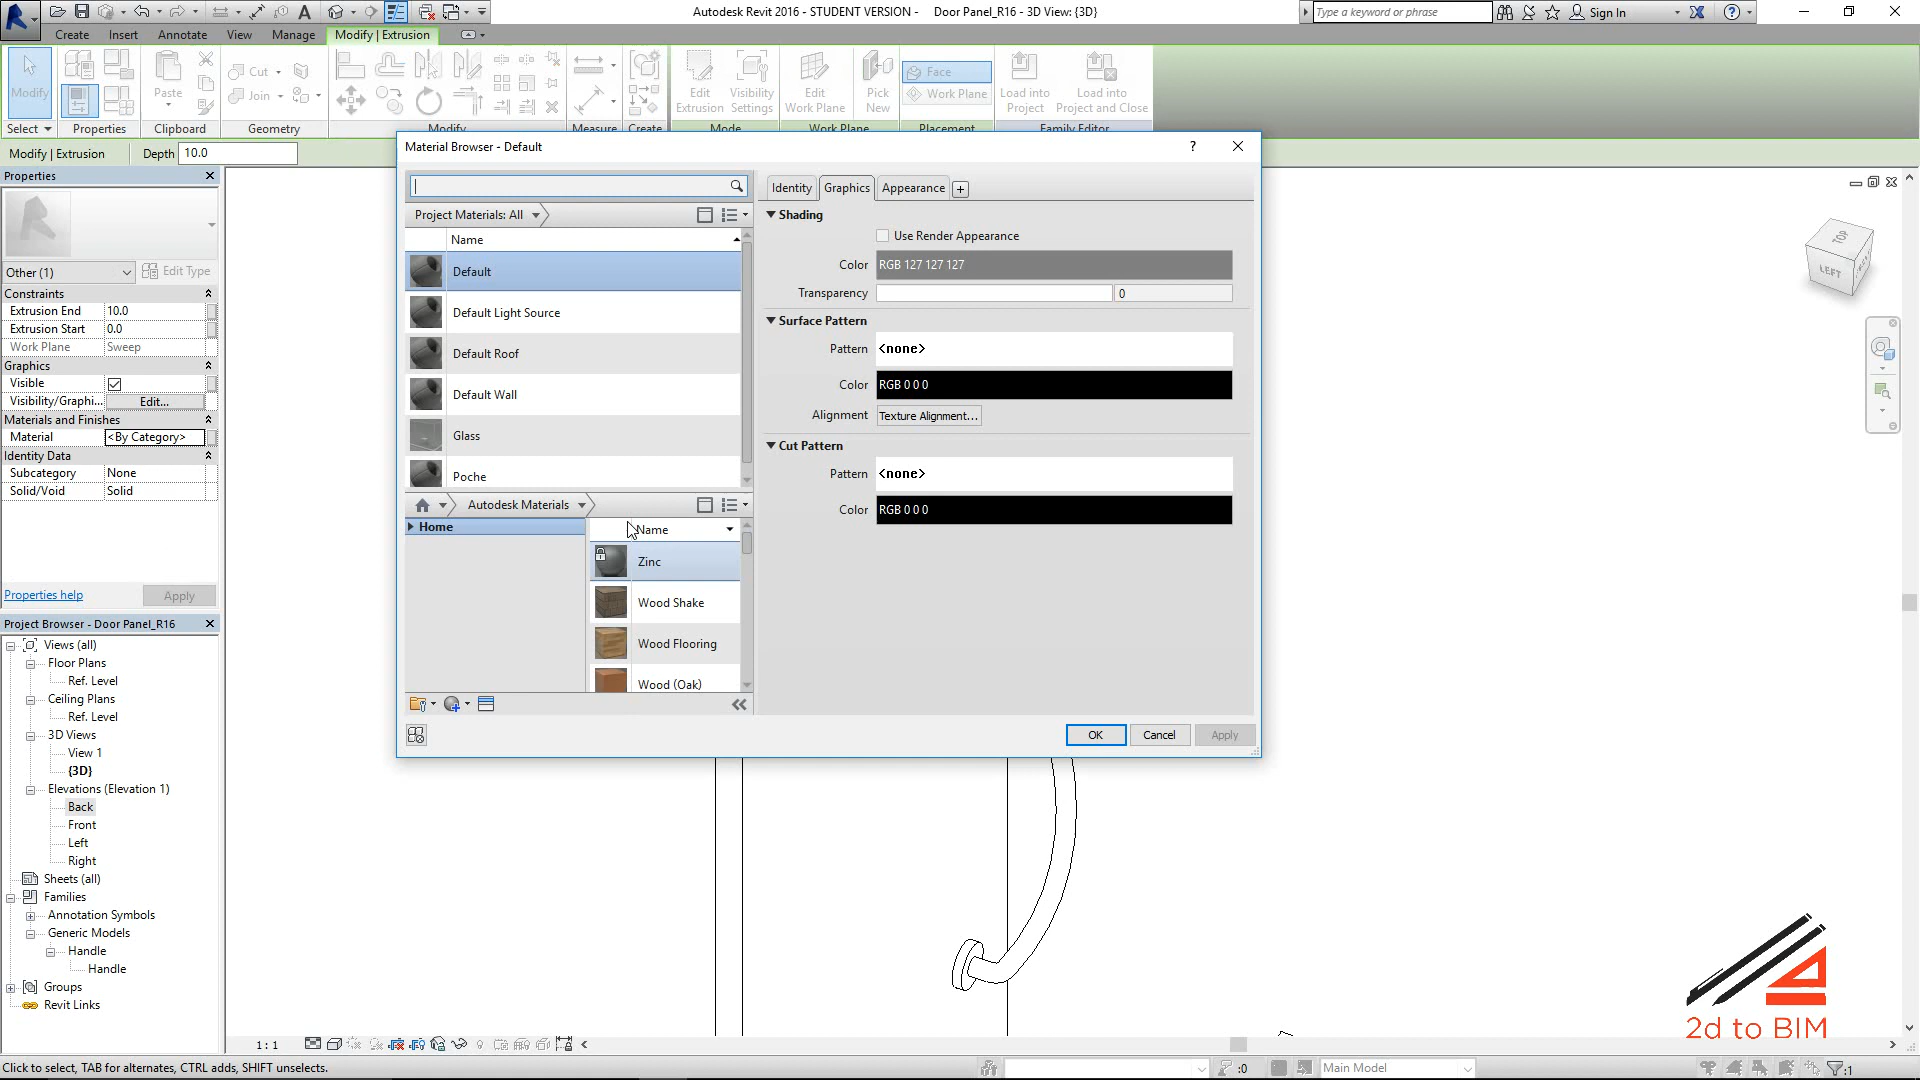 Autodesk Revit 2016 - STUDENT VERSION -    Door Panel_R16 - 3D View: {3D}
Type a keyword or phrase
Sign In
Create Insert Annotate View Manage Modify | Extrusion
Modify
Paste
Cut
Join
Edit Extrusion
Visibility Settings
Edit Work Plane
Pick New
Face
Work Plane
Load into Project
Load into Project and Close
Select Properties Clipboard Geometry Modify Measure Create Mode Work Plane Placement Family Editor
Modify | Extrusion Depth 10.0
Properties
Other (1) Edit Type
Constraints
Extrusion End 10.0
Extrusion Start 0.0
Work Plane Sweep
Graphics
Visible
Visibility/Graphi... Edit...
Materials and Finishes
Material <By Category>
Identity Data
Subcategory None
Solid/Void Solid
Properties help Apply
Project Browser - Door Panel_R16
Views (all)
Floor Plans
Ref. Level
Ceiling Plans
Ref. Level
3D Views
View 1
{3D}
Elevations (Elevation 1)
Back
Front
Left
Right
Sheets (all)
Families
Annotation Symbols
Generic Models
Handle
Handle
Groups
Revit Links
Material Browser - Default
Project Materials: All
Name
Default
Default Light Source
Default Roof
Default Wall
Glass
Poche
Autodesk Materials
Home
Name
Zinc
Wood Shake
Wood Flooring
Wood (Oak)
Identity Graphics Appearance
Shading
Use Render Appearance
Color RGB 127 127 127
Transparency 0
Surface Pattern
Pattern <none>
Color RGB 0 0 0
Alignment Texture Alignment...
Cut Pattern
Pattern <none>
Color RGB 0 0 0
OK Cancel Apply
TOP
LEFT
2d to BIM
1 : 1
Click to select, TAB for alternates, CTRL adds, SHIFT unselects.
:0
Main Model
:1